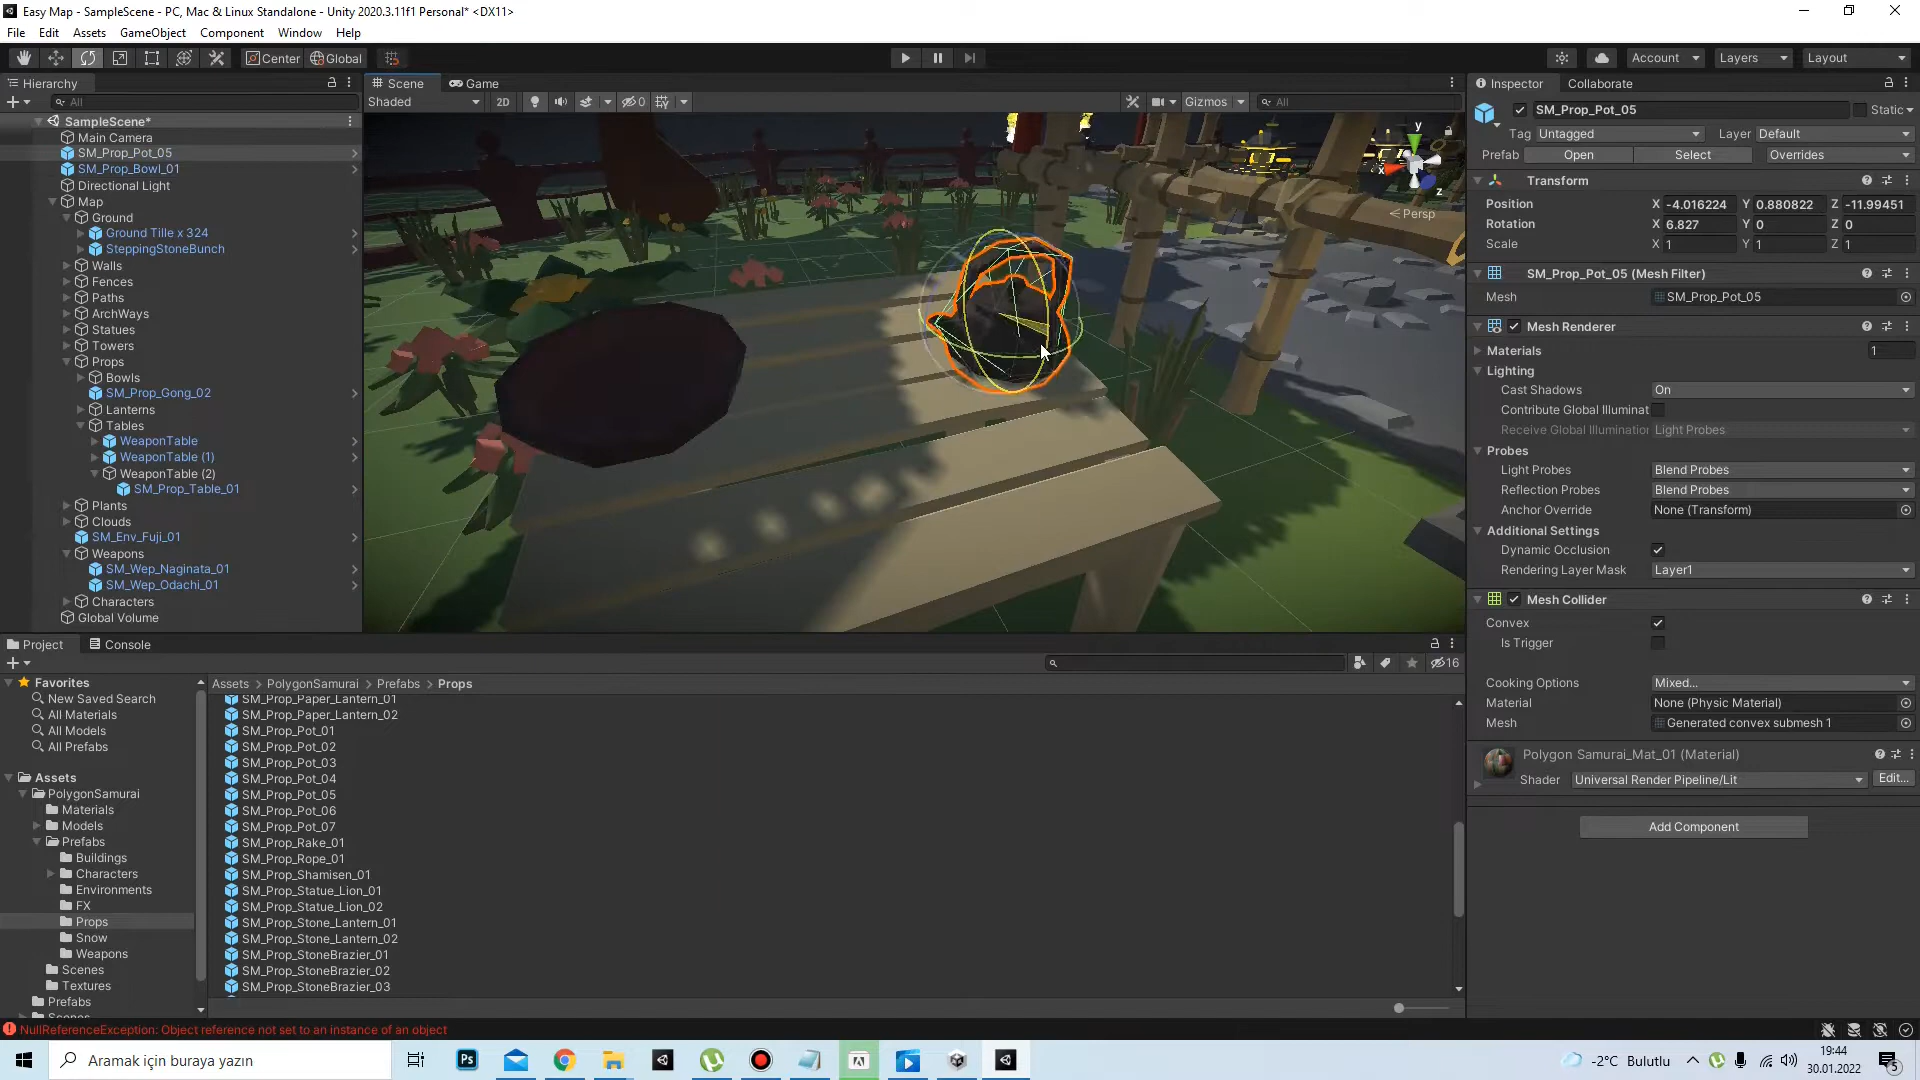 Easy Map - SampleScene - PC, Mac & Linux Standalone - Unity 2020.3.11f1 Personal* <DX11>
File Edit Assets GameObject Component Window Help
Center Global Account Layers Layout
Hierarchy
All
SampleScene*
Main Camera
SM_Prop_Pot_05
SM_Prop_Bowl_01
Directional Light
Map
Ground
Ground Tille x 324
SteppingStoneBunch
Walls
Fences
Paths
ArchWays
Statues
Towers
Props
Bowls
SM_Prop_Gong_02
Lanterns
Tables
WeaponTable
WeaponTable (1)
WeaponTable (2)
SM_Prop_Table_01
Plants
Clouds
SM_Env_Fuji_01
Weapons
SM_Wep_Naginata_01
SM_Wep_Odachi_01
Characters
Global Volume
Scene Game
Shaded 2D 0 Gizmos All
y
x
z
Persp
Inspector Collaborate
SM_Prop_Pot_05 Static
Tag Untagged Layer Default
Prefab Open Select Overrides
Transform
Position X -4.016224 Y 0.880822 Z -11.99451
Rotation X 6.827 Y 0 Z 0
Scale X 1 Y 1 Z 1
SM_Prop_Pot_05 (Mesh Filter)
Mesh SM_Prop_Pot_05
Mesh Renderer
Materials 1
Lighting
Cast Shadows On
Contribute Global Illuminat
Receive Global Illumination Light Probes
Probes
Light Probes Blend Probes
Reflection Probes Blend Probes
Anchor Override None (Transform)
Additional Settings
Dynamic Occlusion
Rendering Layer Mask Layer1
Mesh Collider
Convex
Is Trigger
Cooking Options Mixed...
Material None (Physic Material)
Mesh Generated convex submesh 1
Polygon Samurai_Mat_01 (Material)
Shader Universal Render Pipeline/Lit Edit...
Add Component
Project Console
16
Favorites
New Saved Search
All Materials
All Models
All Prefabs
Assets
PolygonSamurai
Materials
Models
Prefabs
Buildings
Characters
Environments
FX
Props
Snow
Weapons
Scenes
Textures
Prefabs
Scenes
Assets PolygonSamurai Prefabs Props
SM_Prop_Paper_Lantern_01
SM_Prop_Paper_Lantern_02
SM_Prop_Pot_01
SM_Prop_Pot_02
SM_Prop_Pot_03
SM_Prop_Pot_04
SM_Prop_Pot_05
SM_Prop_Pot_06
SM_Prop_Pot_07
SM_Prop_Rake_01
SM_Prop_Rope_01
SM_Prop_Shamisen_01
SM_Prop_Statue_Lion_01
SM_Prop_Statue_Lion_02
SM_Prop_Stone_Lantern_01
SM_Prop_Stone_Lantern_02
SM_Prop_StoneBrazier_01
SM_Prop_StoneBrazier_02
SM_Prop_StoneBrazier_03
NullReferenceException: Object reference not set to an instance of an object
Aramak için buraya yazın
Ps
-2°C Bulutlu
19:44
30.01.2022
5